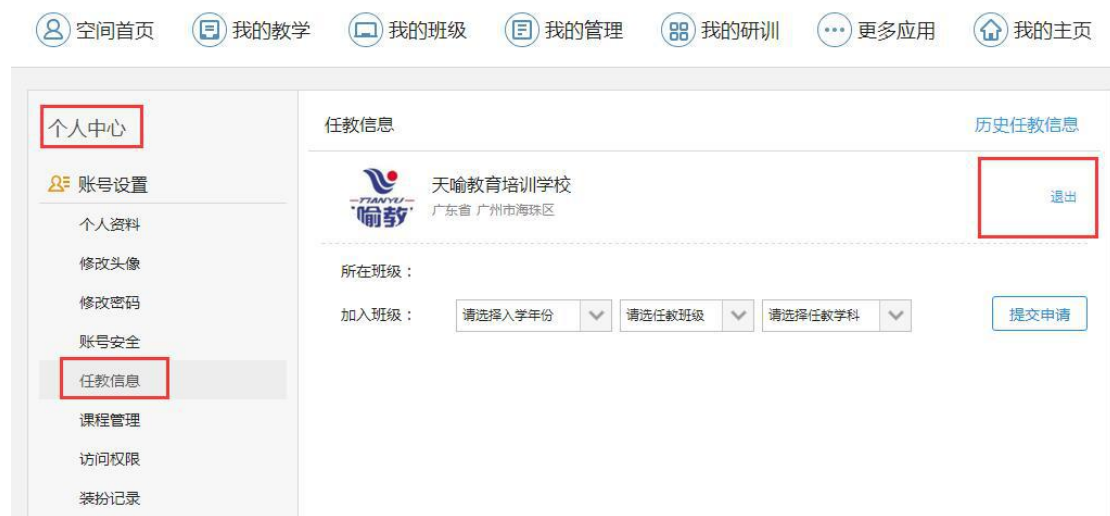 空间首页 我的教学 我的班级 我的管理 我的研训 更多应用 我的主页
个人中心
账号设置
个人资料
修改头像
修改密码
账号安全
任教信息
课程管理
访问权限
装扮记录
任教信息 历史任教信息
TIANYU
喻教
天喻教育培训学校
广东省 广州市海珠区
退出
所在班级：
加入班级： 请选择入学年份 请选任教班级 请选择任教学科 提交申请